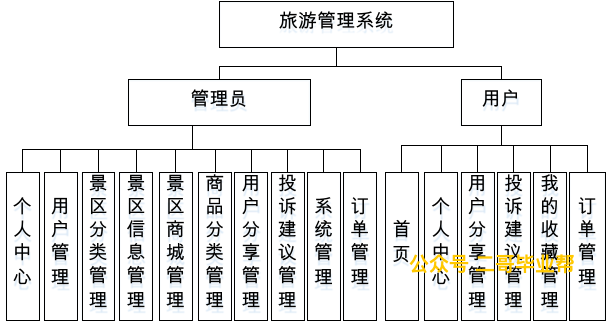 旅游管理系统
管理员
用户
个人中心
用户管理
景区分类管理
景区信息管理
景区商城管理
商品分类管理
用户分享管理
投诉建议管理
系统管理
订单管理
首页
个人中心
用户分享管理
投诉建议管理
我的收藏管理
订单管理
公众号:二哥毕业帮